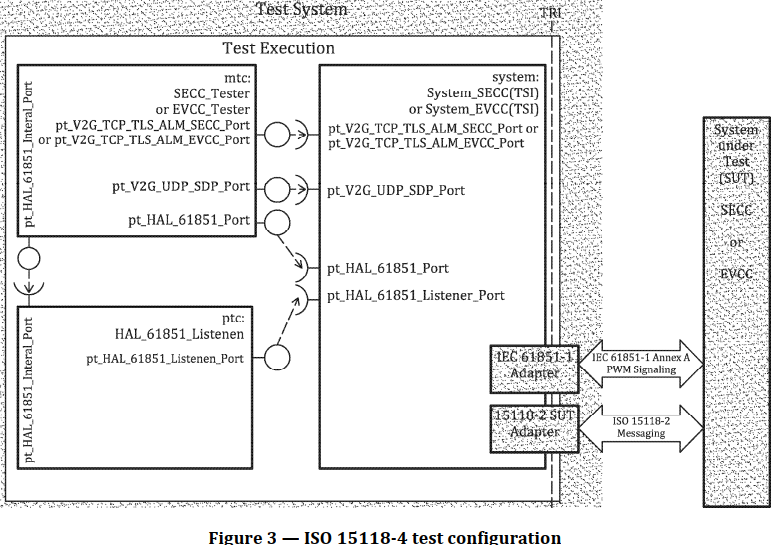 Test System
TRI
Test Execution
pt_HAL_61851_Interal_Port
mtc:
SECC_Tester
or EVCC_Tester
pt_V2G_TCP_TLS_ALM_SECC_Port
or pt_V2G_TCP_TLS_ALM_EVCC_Port
pt_V2G_UDP_SDP_Port
pt_HAL_61851_Port
system:
System_SECC(TSI)
or System_EVCC(TSI)
pt_V2G_TCP_TLS_ALM_SECC_Port or
pt_V2G_TCP_TLS_ALM_EVCC_Port
pt_V2G_UDP_SDP_Port
pt_HAL_61851_Port
pt_HAL_61851_Listener_Port
pt_HAL_61851_Interal_Port
ptc:
HAL_61851_Listener
pt_HAL_61851_Listener_Port
IEC 61851-1
Adapter
15118-2 SUT
Adapter
IEC 61851-1 Annex A
PWM Signaling
ISO 15118-2
Messaging
System
under
Test
(SUT)
SECC
or
EVCC
Figure 3 — ISO 15118-4 test configuration